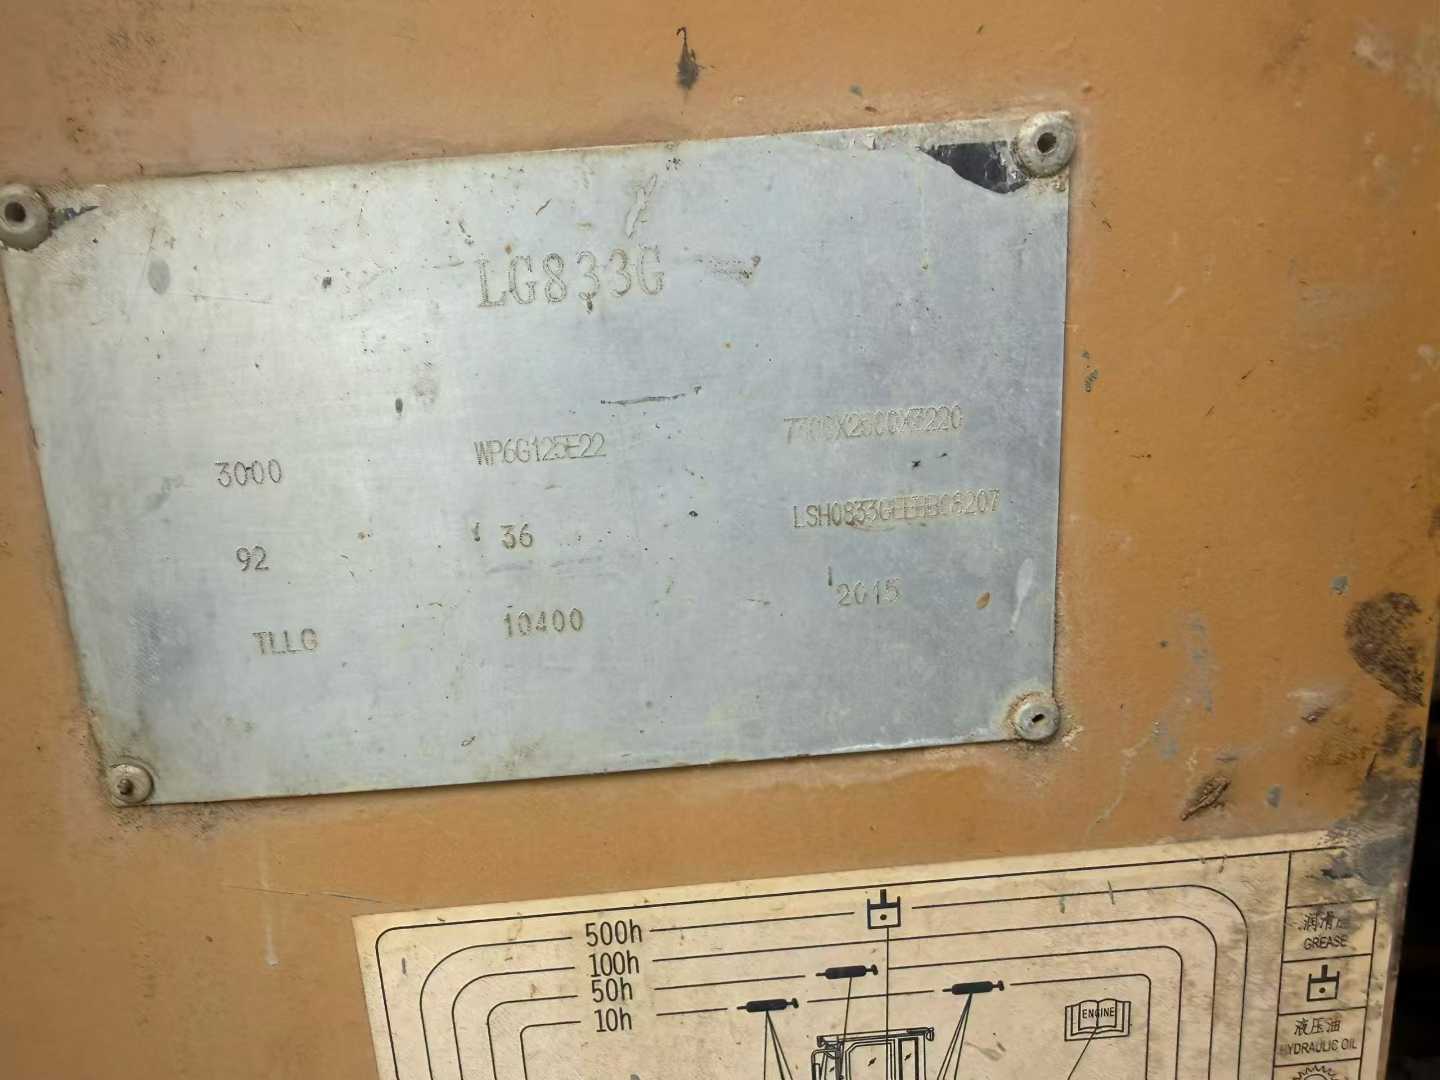 LG833G
3000 WP6G125E22
92 36
TLLG 10400 2015
500h
100h
50h
10h
ENGINE
GREASE
液压油
HYDRAULIC OIL